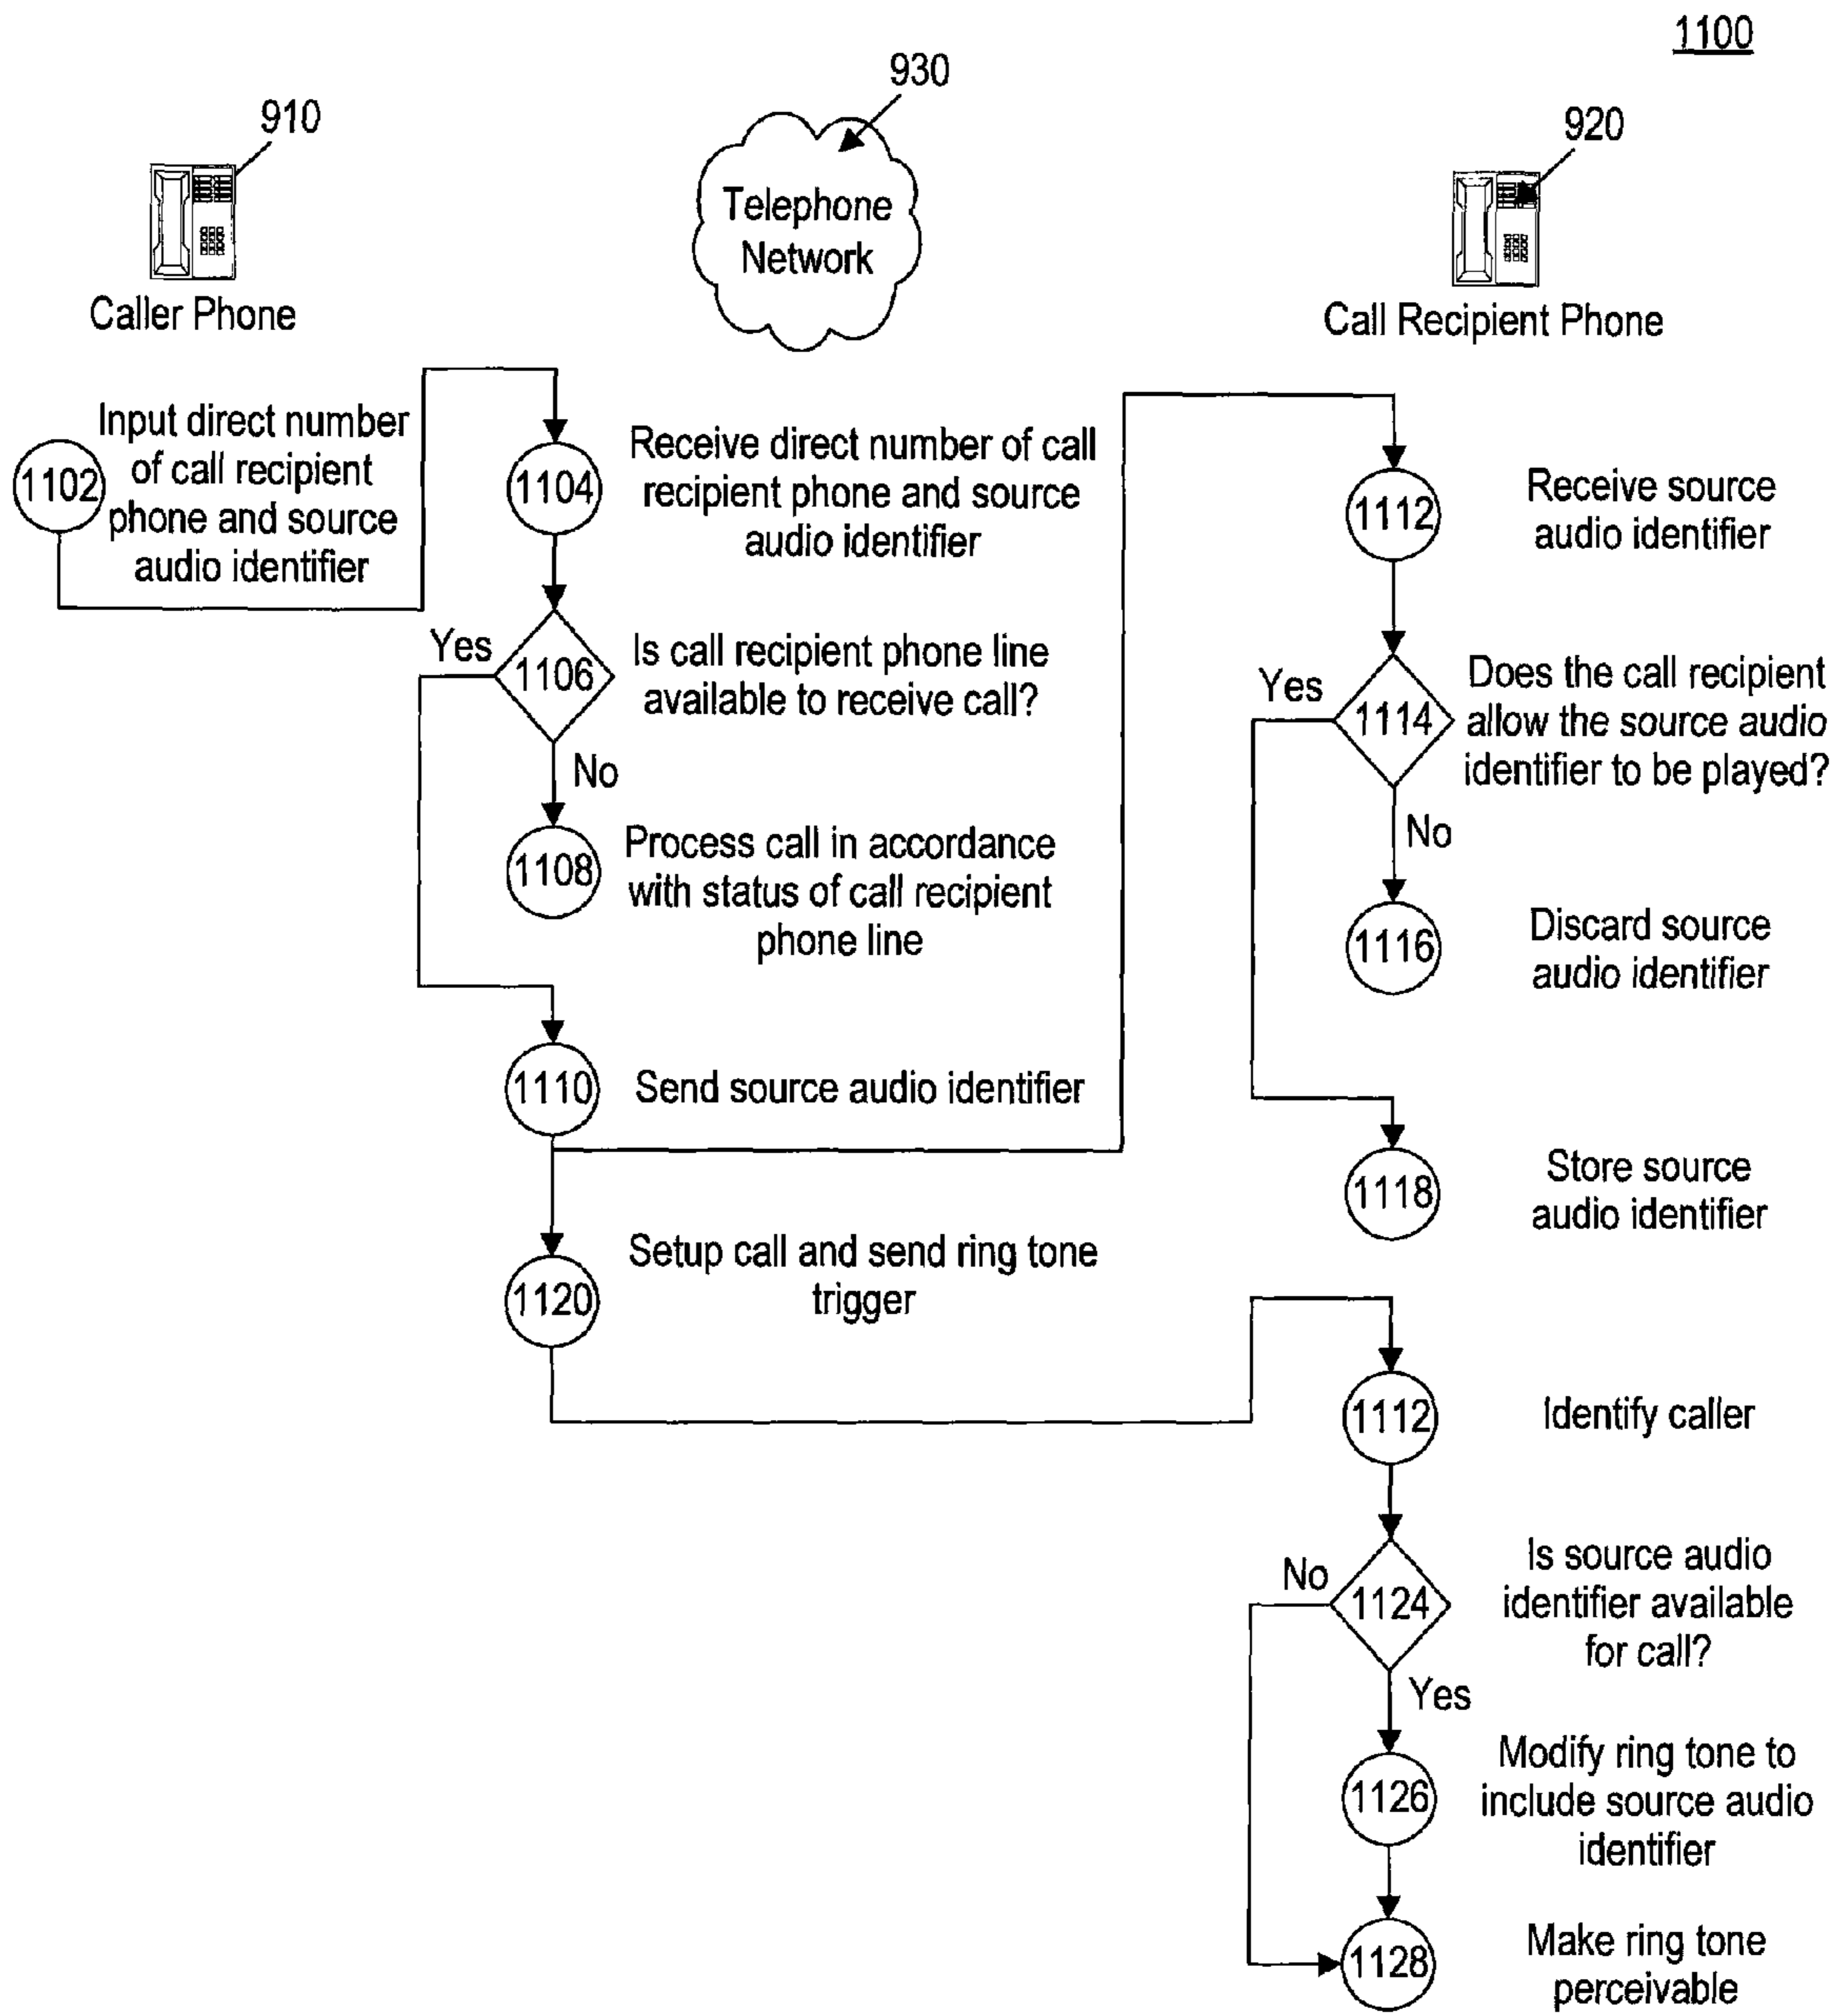 1100
910
930
920
Telephone
Network
Caller Phone
Call Recipient Phone
1102
Input direct number
of call recipient
phone and source
audio identifier
1104
Receive direct number of call
recipient phone and source
audio identifier
Yes
1106
Is call recipient phone line
available to receive call?
No
1108
Process call in accordance
with status of call recipient
phone line
1110
Send source audio identifier
1120
Setup call and send ring tone
trigger
1112
Receive source
audio identifier
Yes
1114
Does the call recipient
allow the source audio
identifier to be played?
No
1116
Discard source
audio identifier
1118
Store source
audio identifier
1112
Identify caller
No
1124
Is source audio
identifier available
for call?
Yes
1126
Modify ring tone to
include source audio
identifier
1128
Make ring tone
perceivable